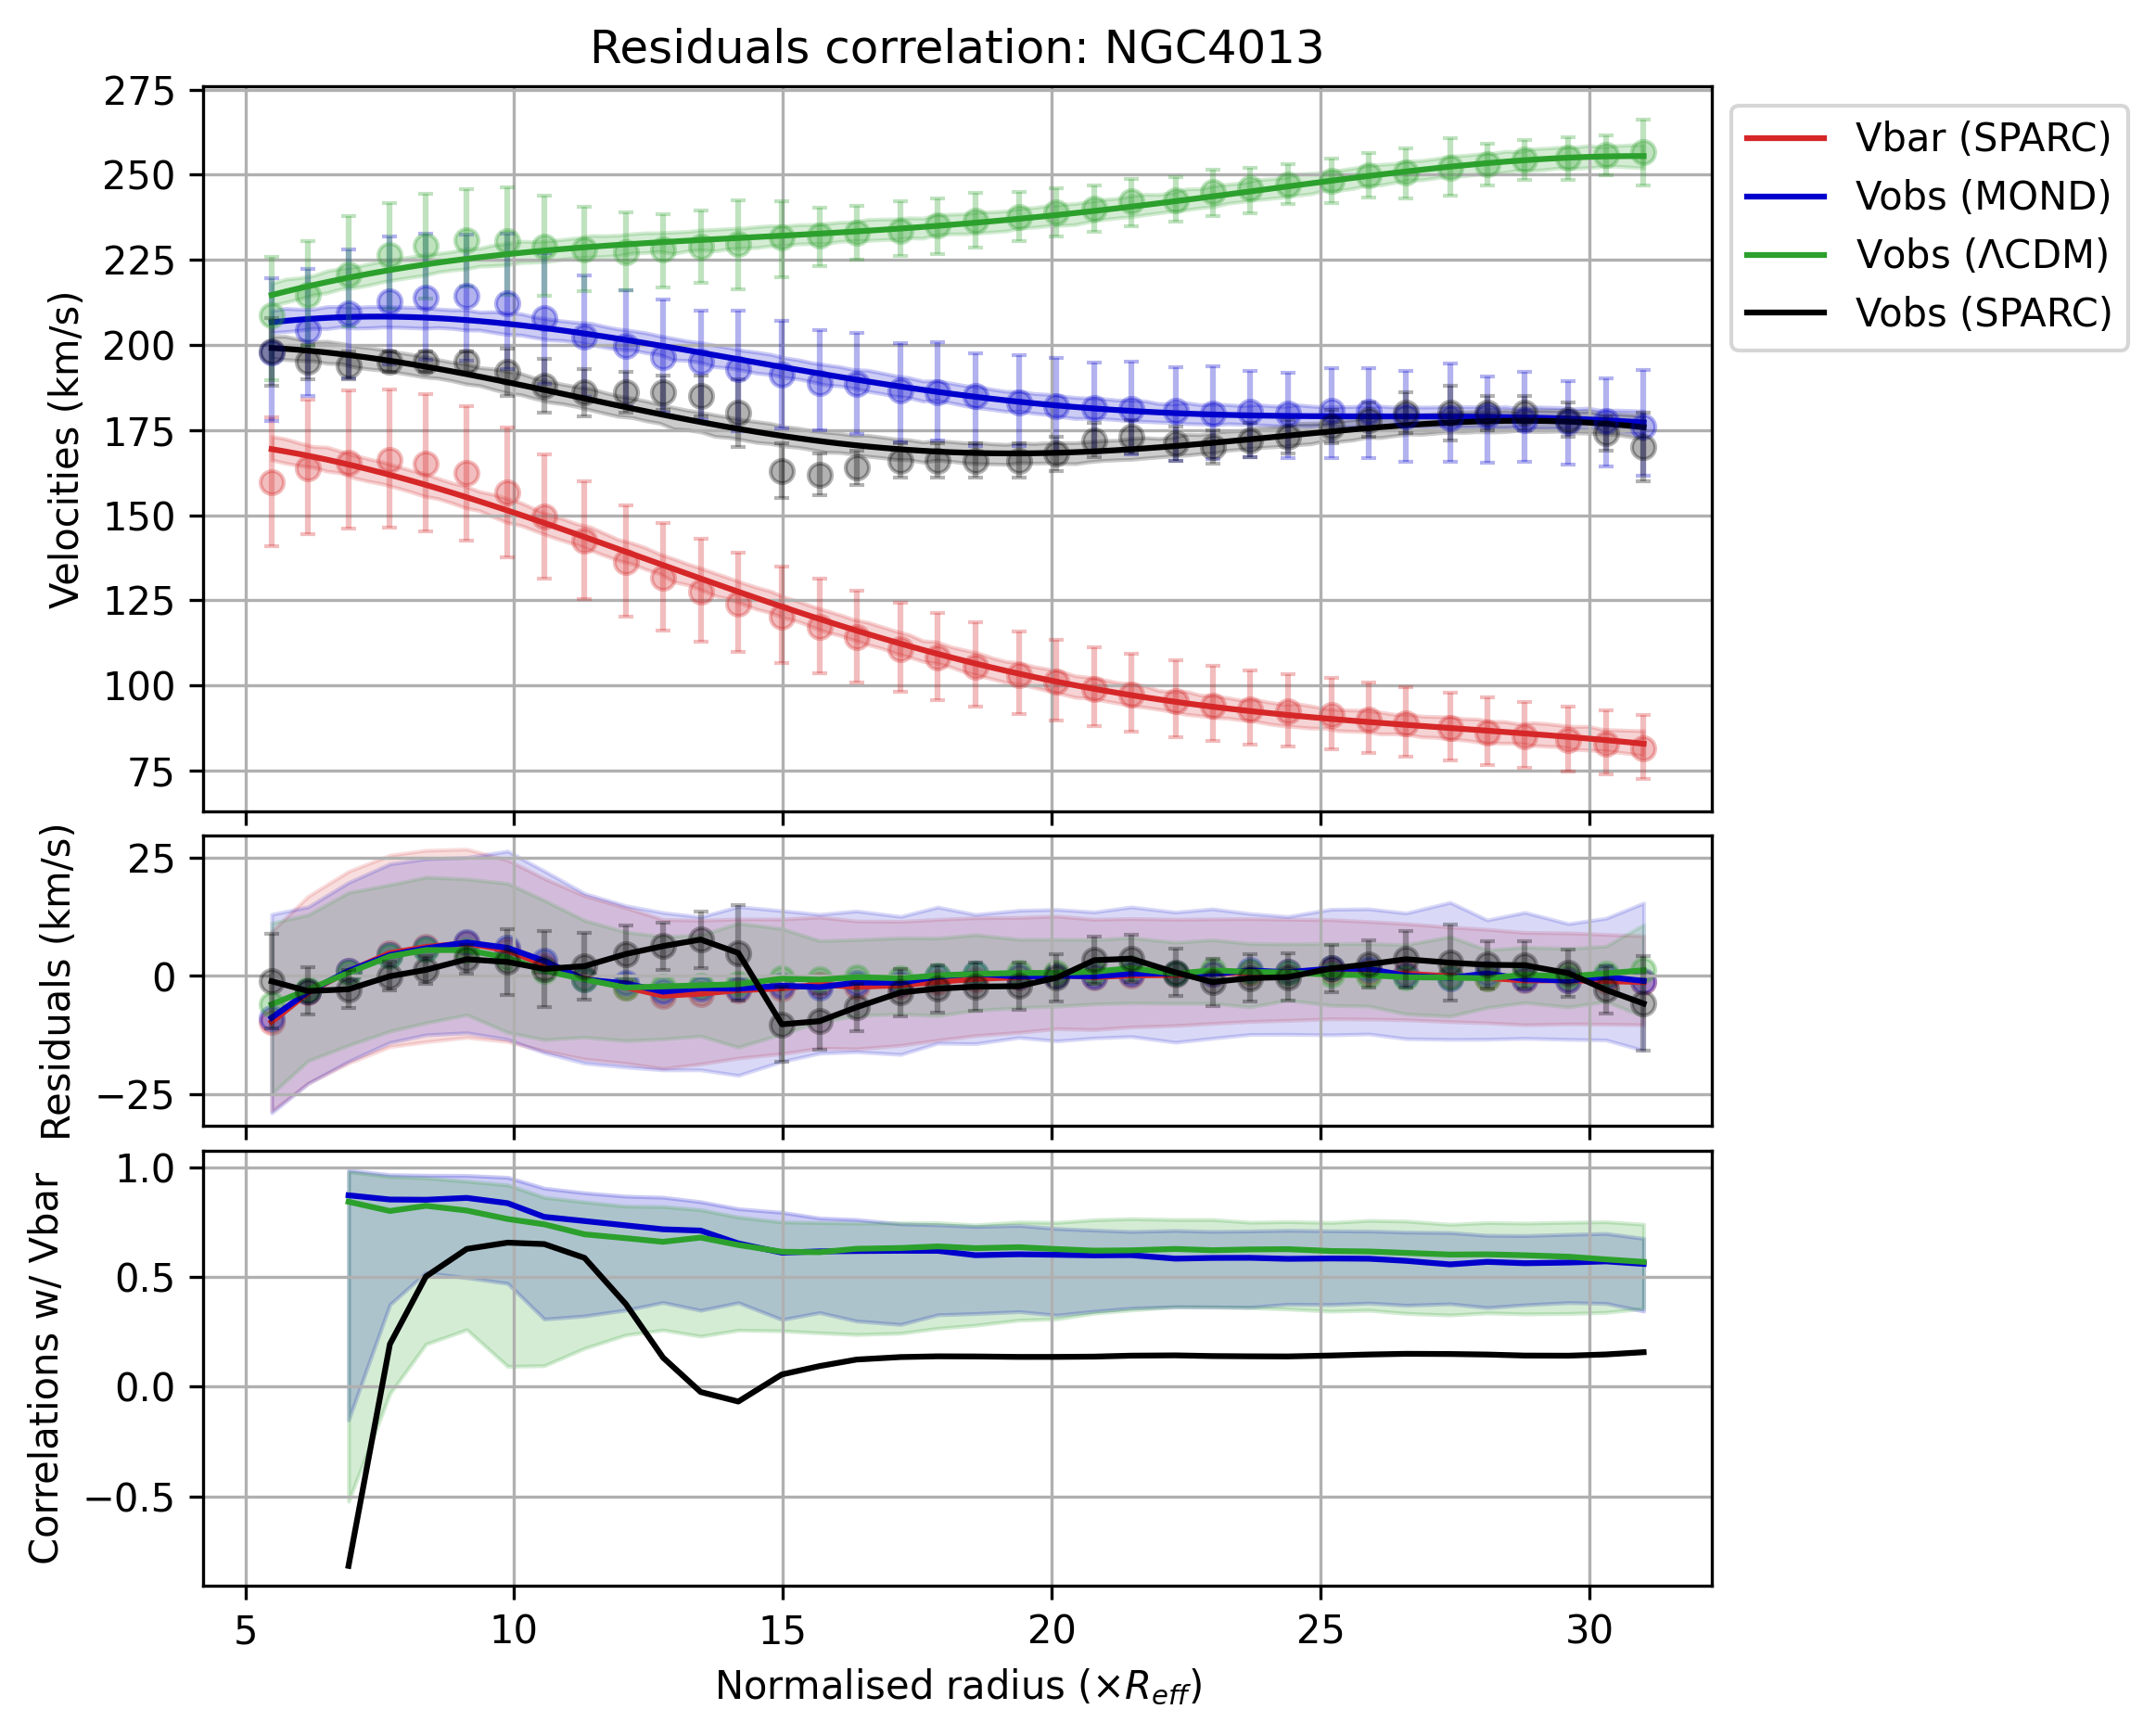 Residuals correlation: NGC4013
Velocities (km/s)
275
250
225
200
175
150
125
100
75
Vbar (SPARC)
Vobs (MOND)
Vobs (ΛCDM)
Vobs (SPARC)
Residuals (km/s)
25
0
−25
Correlations w/ Vbar
1.0
0.5
0.0
−0.5
5 10 15 20 25 30
Normalised radius (×R_eff)